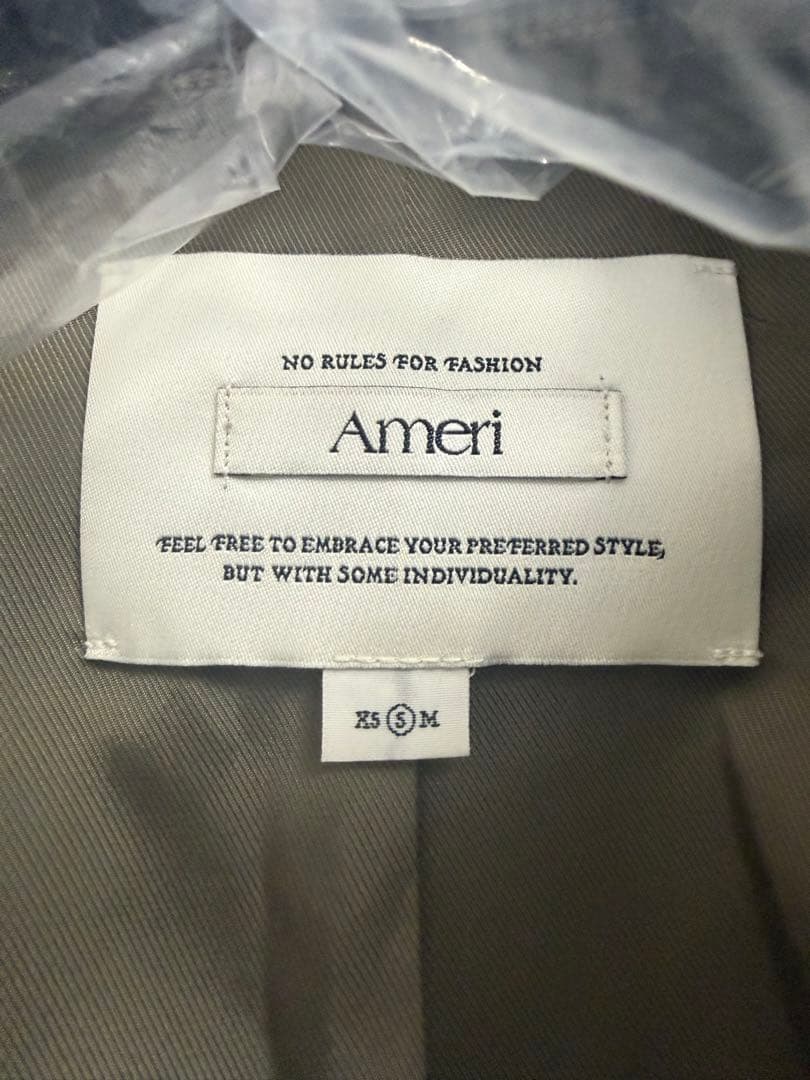 NO RULES FOR FASHION
Ameri
FEEL FREE TO EMBRACE YOUR PREFERRED STYLE,
BUT WITH SOME INDIVIDUALITY.
XS S M